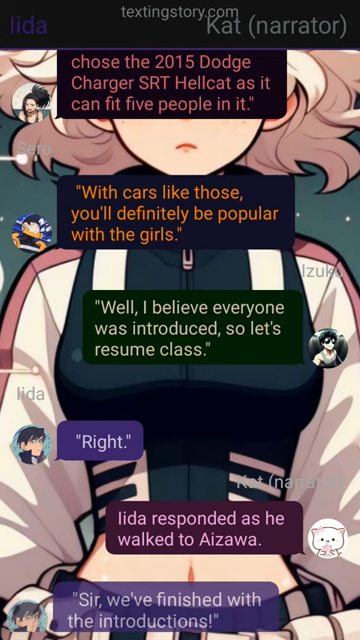 textingstory.com
Iida
Kat (narrator)
chose the 2015 Dodge
Charger SRT Hellcat as it
can fit five people in it."
Sero
"With cars like those,
you'll definitely be popular
with the girls."
Izuku
"Well, I believe everyone
was introduced, so let's
resume class."
Iida
"Right."
Kat (narrator)
Iida responded as he
walked to Aizawa.
"Sir, we've finished with
the introductions!"